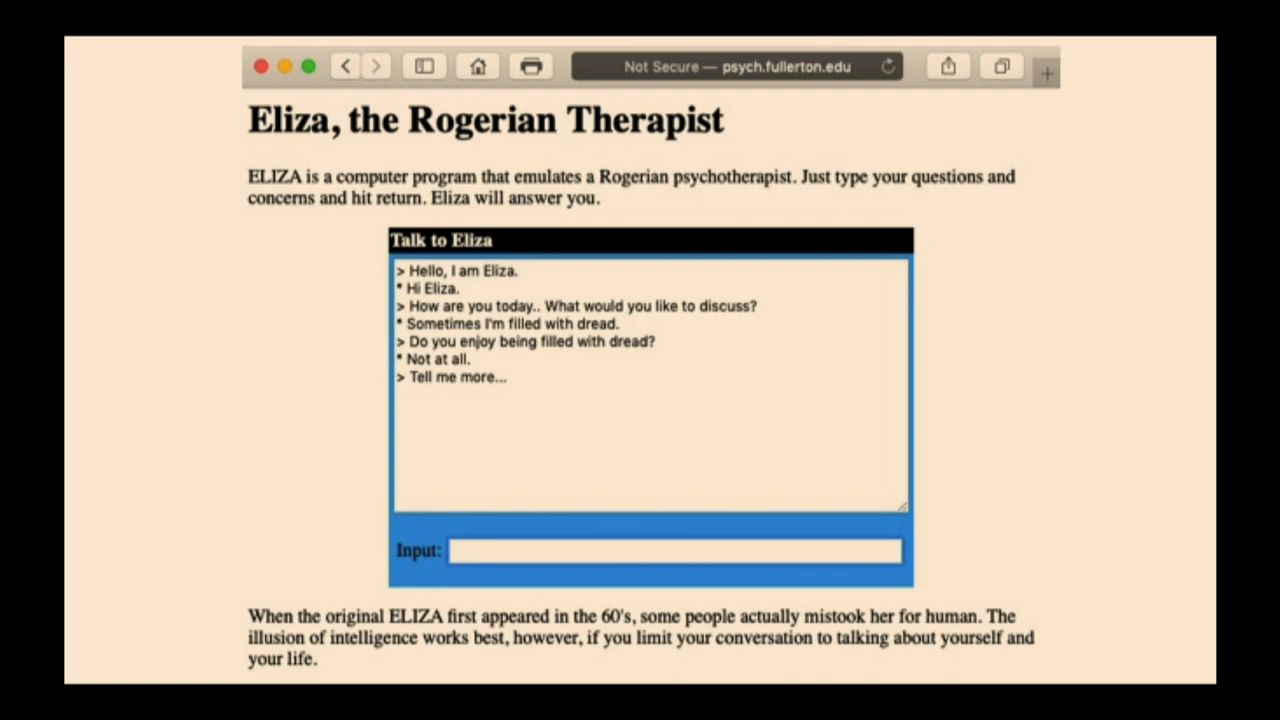 Not Secure — psych.fullerton.edu
Eliza, the Rogerian Therapist
ELIZA is a computer program that emulates a Rogerian psychotherapist. Just type your questions and
concerns and hit return. Eliza will answer you.
Talk to Eliza
> Hello, I am Eliza.
* Hi Eliza.
> How are you today.. What would you like to discuss?
* Sometimes I'm filled with dread.
> Do you enjoy being filled with dread?
* Not at all.
> Tell me more...
Input:
When the original ELIZA first appeared in the 60's, some people actually mistook her for human. The
illusion of intelligence works best, however, if you limit your conversation to talking about yourself and
your life.